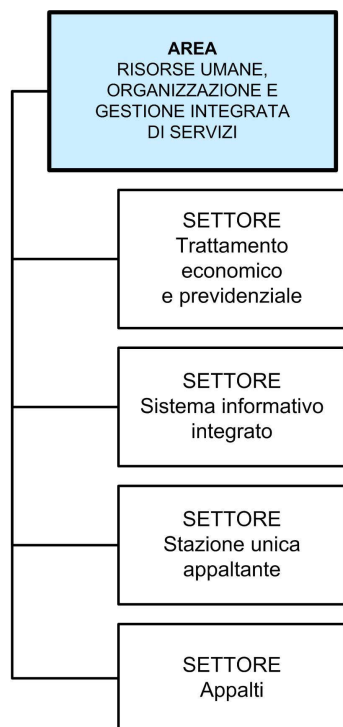 AREA
RISORSE UMANE,
ORGANIZZAZIONE E
GESTIONE INTEGRATA
DI SERVIZI
SETTORE
Trattamento
economico
e previdenziale
SETTORE
Sistema informativo
integrato
SETTORE
Stazione unica
appaltante
SETTORE
Appalti